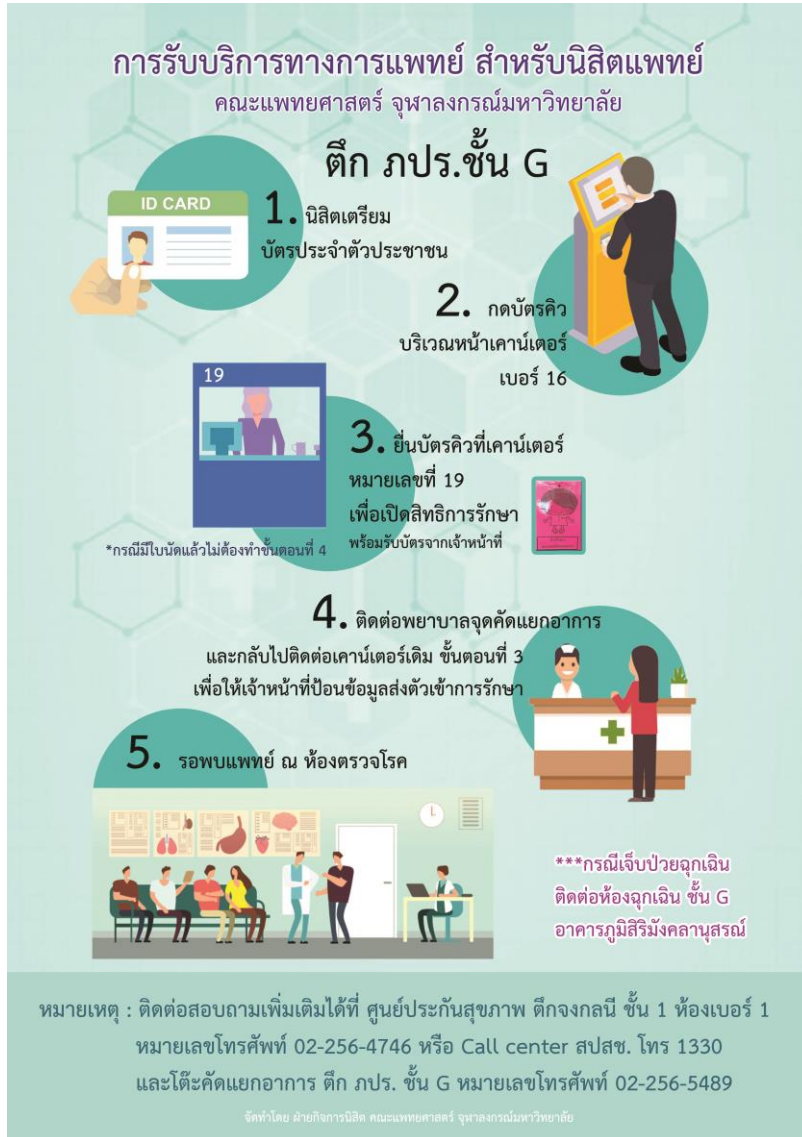 การรับบริการทางการแพทย์ สำหรับนิสิตแพทย์
คณะแพทยศาสตร์ จุฬาลงกรณ์มหาวิทยาลัย
ตึก ภปร.ชั้น G
ID CARD
1. นิสิตเตรียม
บัตรประจำตัวประชาชน
2. กดบัตรคิว
บริเวณหน้าเคาน์เตอร์
เบอร์ 16
19
3. ยื่นบัตรคิวที่เคาน์เตอร์
หมายเลขที่ 19
เพื่อเปิดสิทธิการรักษา
พร้อมรับบัตรจากเจ้าหน้าที่
*กรณีมีใบนัดแล้วไม่ต้องทำขั้นตอนที่ 4
4. ติดต่อพยาบาลจุดคัดแยกอาการ
และกลับไปติดต่อเคาน์เตอร์เดิม ขั้นตอนที่ 3
เพื่อให้เจ้าหน้าที่ป้อนข้อมูลส่งตัวเข้าการรักษา
5. รอพบแพทย์ ณ ห้องตรวจโรค
***กรณีเจ็บป่วยฉุกเฉิน
ติดต่อห้องฉุกเฉิน ชั้น G
อาคารภูมิสิริมังคลานุสรณ์
หมายเหตุ : ติดต่อสอบถามเพิ่มเติมได้ที่ ศูนย์ประกันสุขภาพ ตึกจงกลนี ชั้น 1 ห้องเบอร์ 1
หมายเลขโทรศัพท์ 02-256-4746 หรือ Call center สปสช. โทร 1330
และโต๊ะคัดแยกอาการ ตึก ภปร. ชั้น G หมายเลขโทรศัพท์ 02-256-5489
จัดทำโดย ฝ่ายกิจการนิสิต คณะแพทยศาสตร์ จุฬาลงกรณ์มหาวิทยาลัย